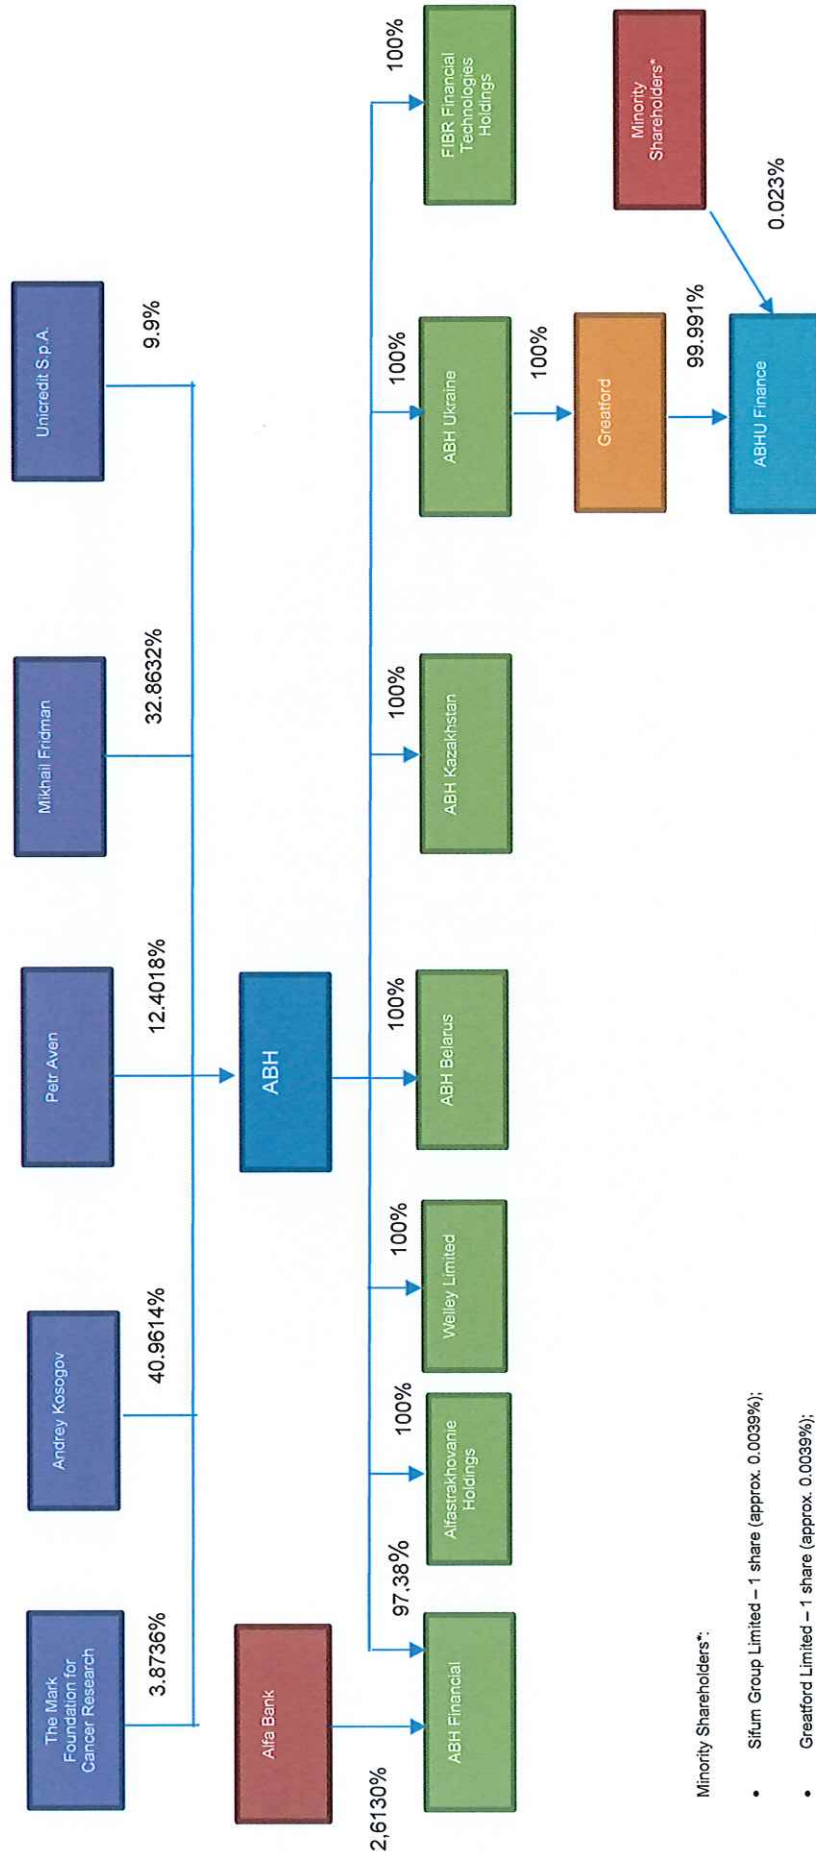 The Mark
Foundation for
Cancer Research
Andrey Kosogov
Petr Aven
Mikhail Fridman
Unicredit S.p.A.
3.8736%
40.9614%
12.4018%
32.8632%
9.9%
Alfa Bank
ABH
2,6130%
97.38%
100%
100%
100%
100%
100%
100%
ABH Financial
Alfastrakhovanie
Holdings
Welley Limited
ABH Belarus
ABH Kazakhstan
ABH Ukraine
FIBR Financial
Technologies
Holdings
100%
Greatford
Minority
Shareholders*
99.991%
0.023%
ABHU Finance
Minority Shareholders*:
• Sifum Group Limited – 1 share (approx. 0.0039%);
• Greatford Limited – 1 share (approx. 0.0039%);